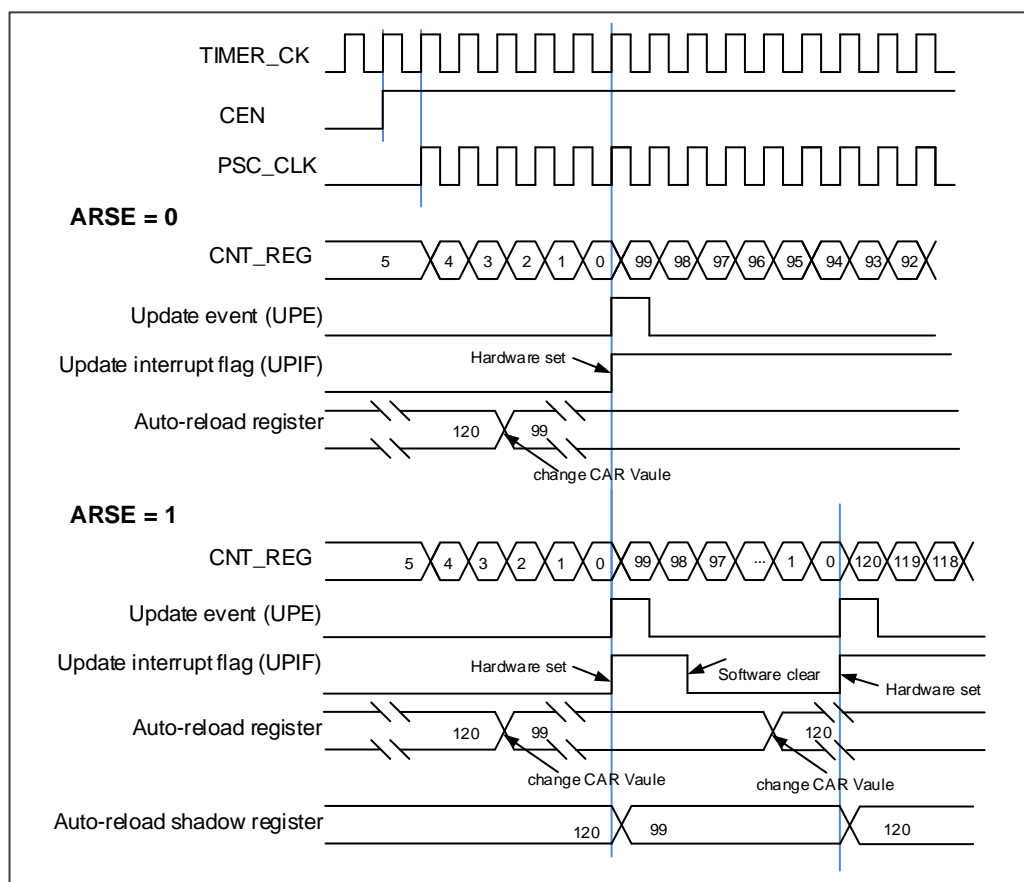 TIMER_CK
CEN
PSC_CLK
ARSE = 0
CNT_REG 5 4 3 2 1 0 99 98 97 96 95 94 93 92
Update event (UPE)
Update interrupt flag (UPIF) Hardware set
Auto-reload register 120 99
change CAR Vaule
ARSE = 1
CNT_REG 5 4 3 2 1 0 99 98 97 ... 1 0 120 119 118
Update event (UPE)
Update interrupt flag (UPIF) Hardware set Software clear Hardware set
Auto-reload register 120 99 120
change CAR Vaule change CAR Vaule
Auto-reload shadow register 120 99 120